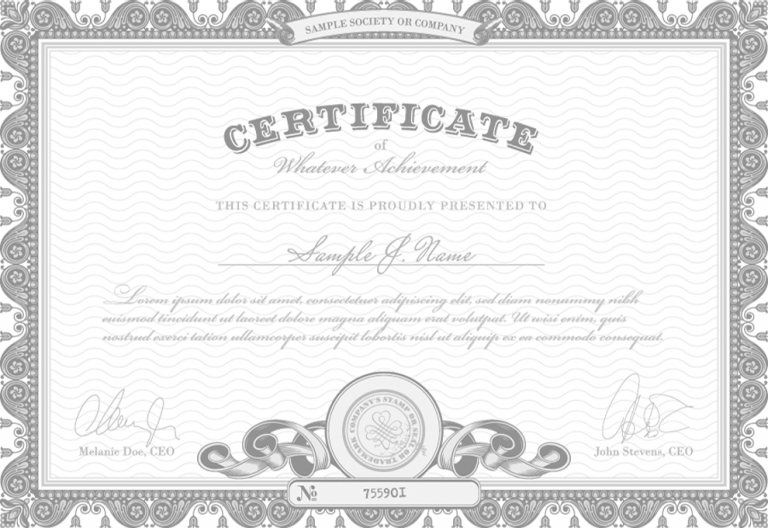 SAMPLE SOCIETY OR COMPANY
CERTIFICATE
of
Whatever Achievement
THIS CERTIFICATE IS PROUDLY PRESENTED TO
Sample J. Name
Lorem ipsum dolor sit amet, consectetuer adipiscing elit, sed diam nonummy nibh
euismod tincidunt ut laoreet dolore magna aliquam erat volutpat. Ut wisi enim, quis
nostrud exerci tation ullamcorper suscipit lobortis nisl ut aliquip ex ea commodo consequat.
COMPANY'S STAMP OR SEAL OR TRADEMARK
Melanie Doe, CEO
John Stevens, CEO
No 75590I